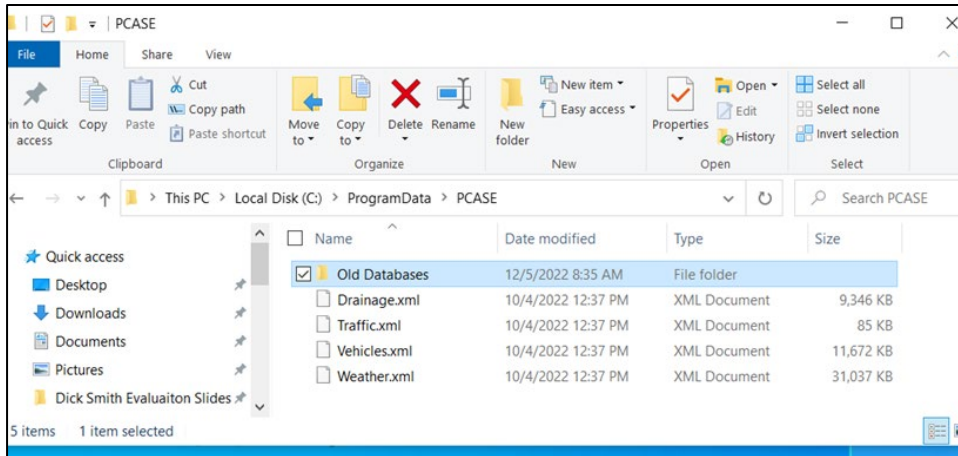 PCASE
File Home Share View
Cut
Copy path
Paste shortcut
in to Quick access Copy Paste
Move to Copy to Delete Rename
New folder
New item
Easy access
Properties
Open
Edit
History
Select all
Select none
Invert selection
Clipboard Organize New Open Select
This PC > Local Disk (C:) > ProgramData > PCASE
Search PCASE
Quick access
Desktop
Downloads
Documents
Pictures
Dick Smith Evaluaiton Slides
Name Date modified Type Size
Old Databases 12/5/2022 8:35 AM File folder
Drainage.xml 10/4/2022 12:37 PM XML Document 9,346 KB
Traffic.xml 10/4/2022 12:37 PM XML Document 85 KB
Vehicles.xml 10/4/2022 12:37 PM XML Document 11,672 KB
Weather.xml 10/4/2022 12:37 PM XML Document 31,037 KB
5 items 1 item selected